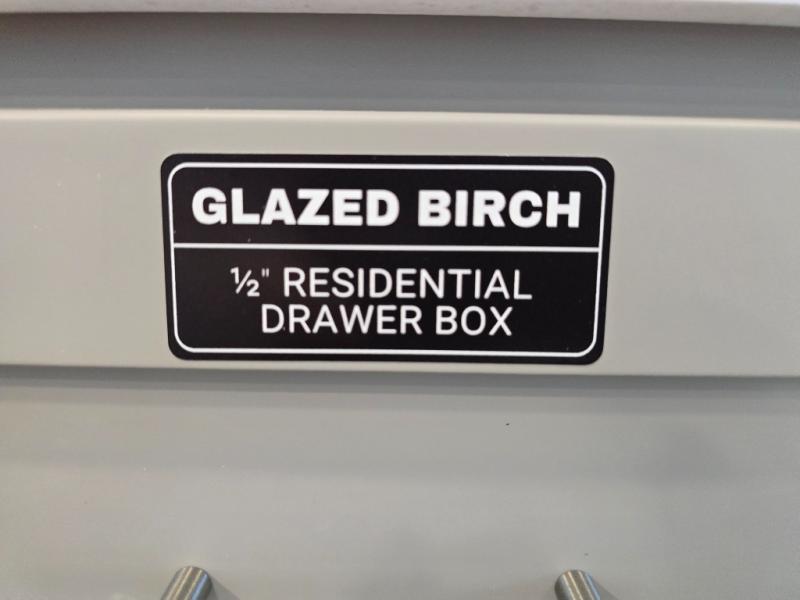 GLAZED BIRCH
½" RESIDENTIAL
DRAWER BOX